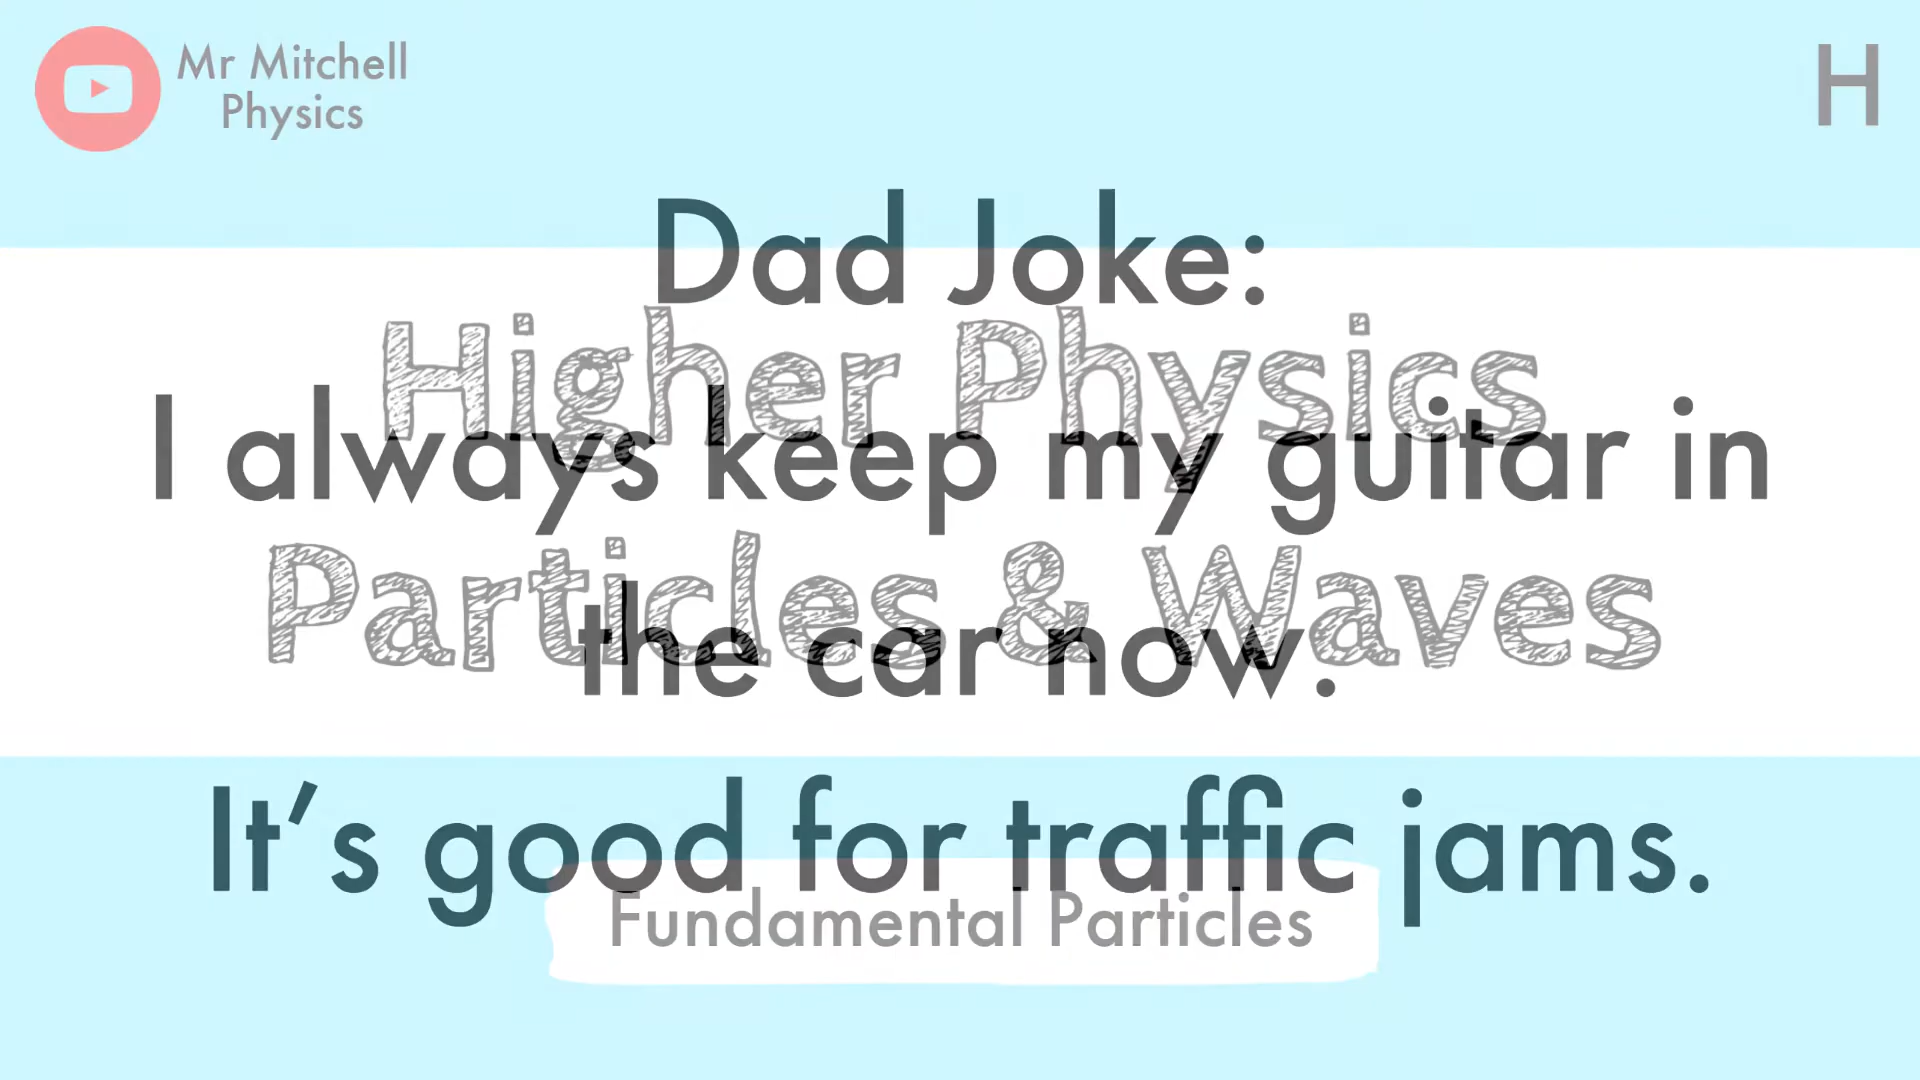 Mr Mitchell
Physics
H
Dad Joke:
Higher Physics
I always keep my guitar in
Particles & Waves
the car now.
It’s good for traffic jams.
Fundamental Particles